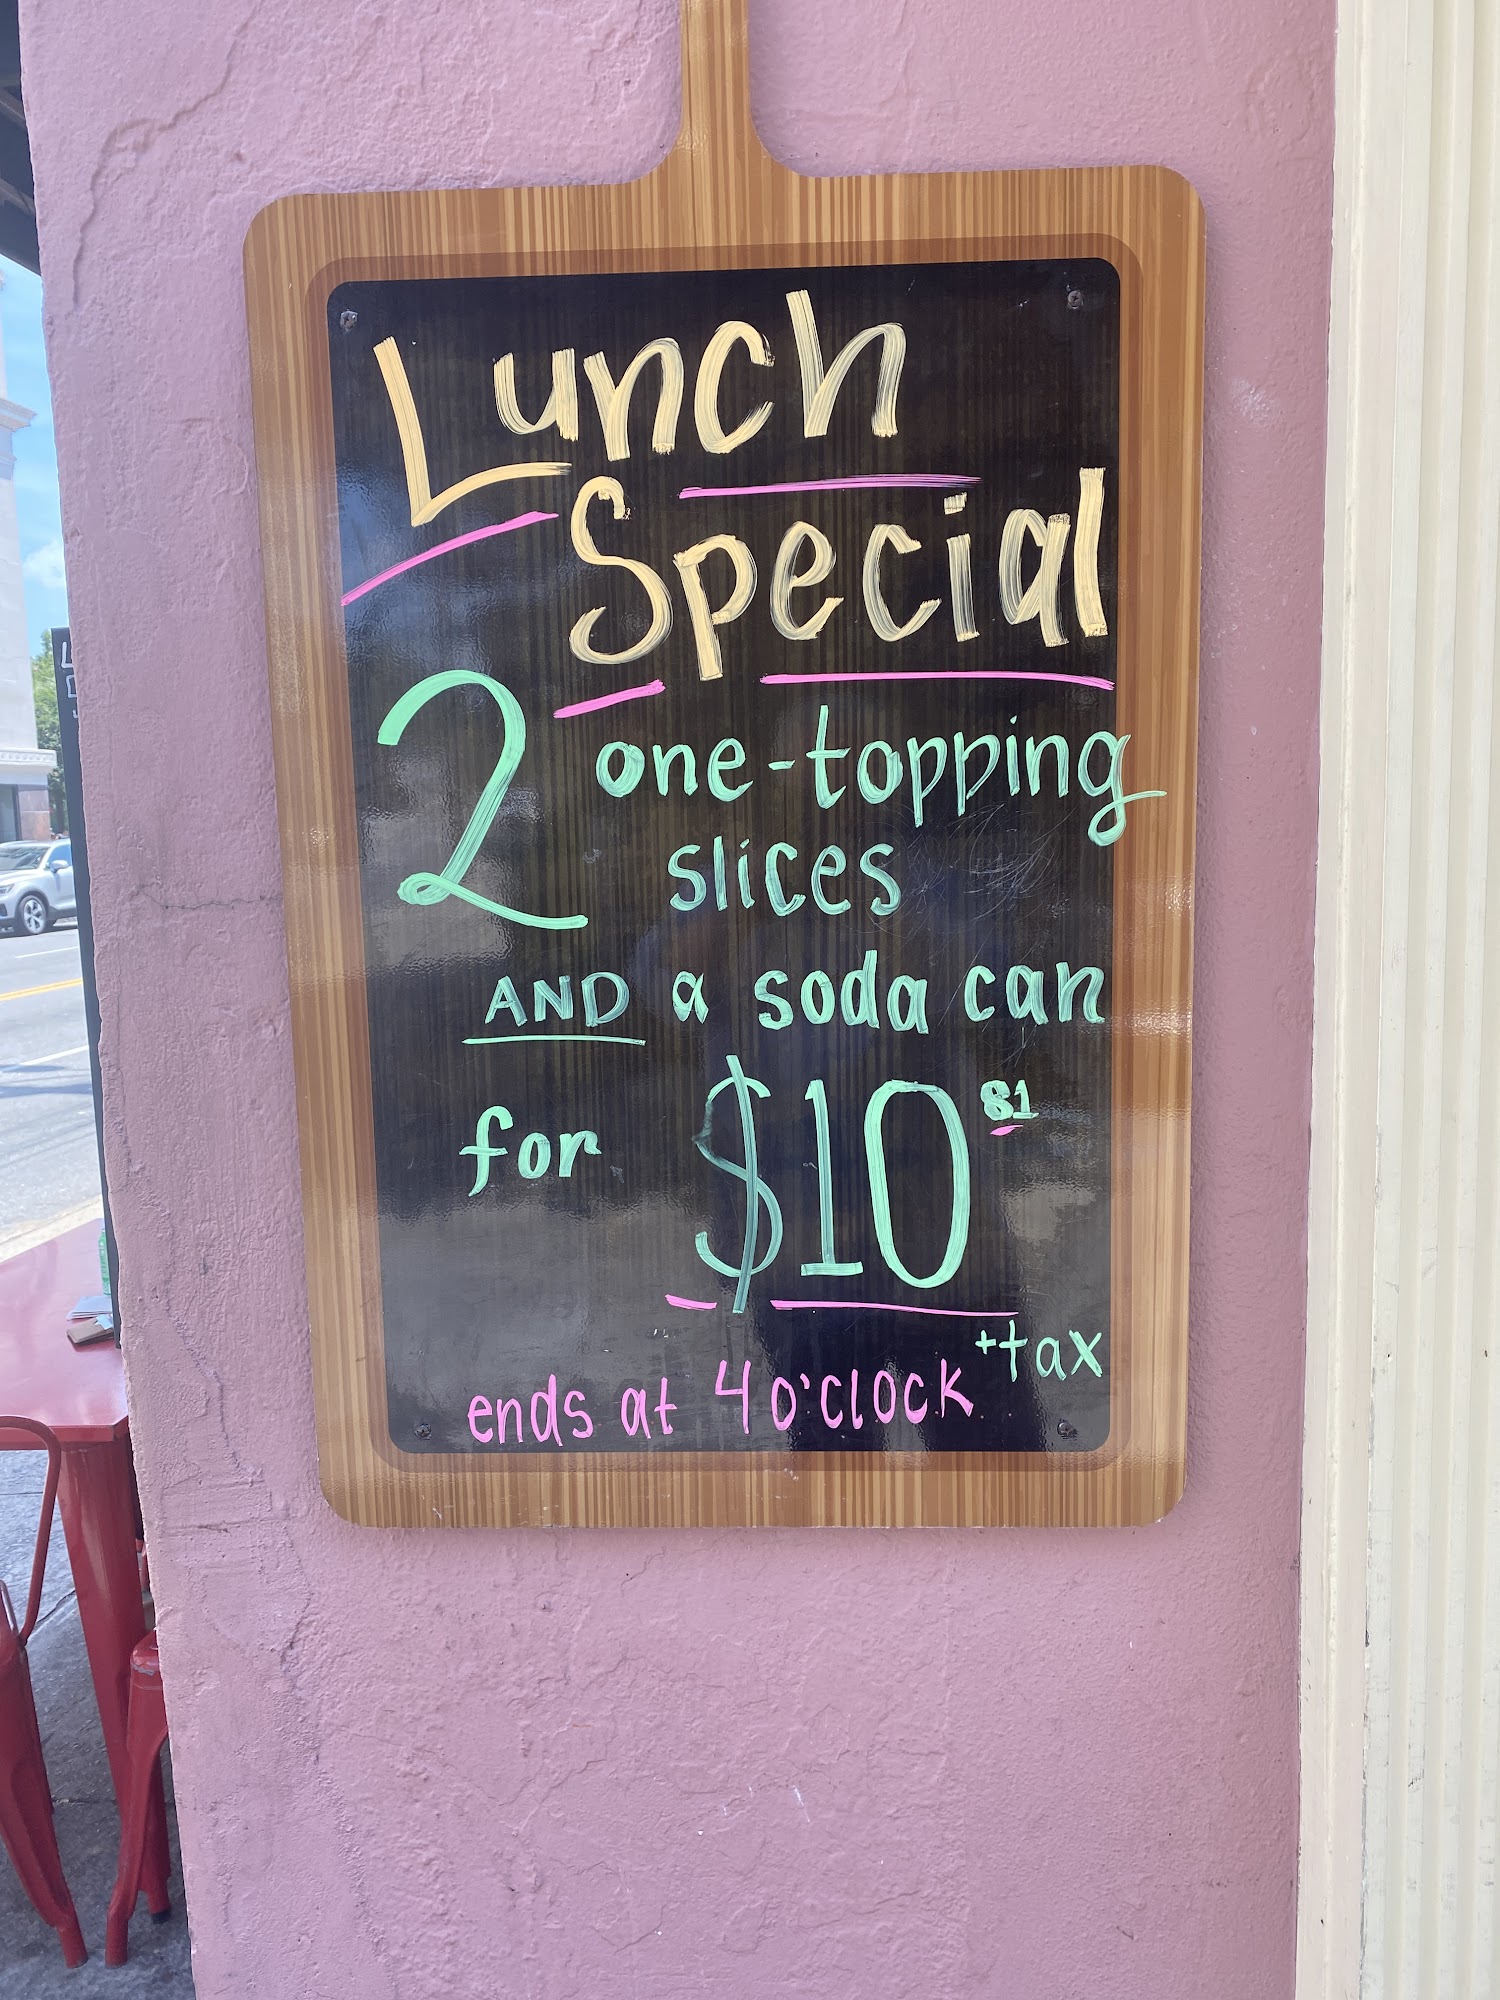 Lunch
Special
2 one-topping
slices
AND a soda can
for $10 81
+tax
ends at 4 o'clock